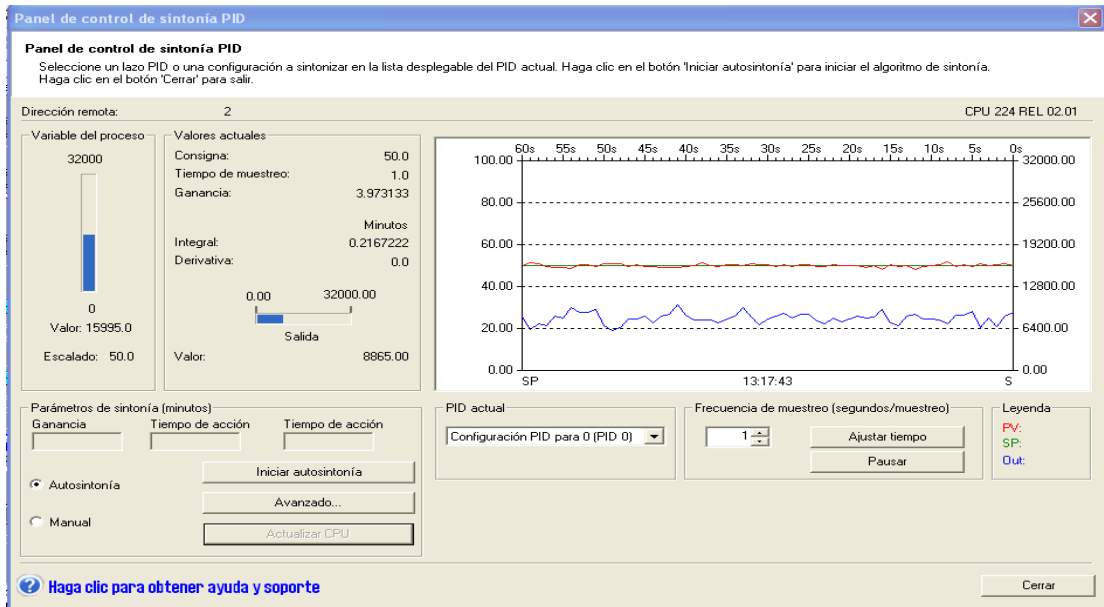 Panel de control de sintonía PID
Panel de control de sintonía PID
Seleccione un lazo PID o una configuración a sintonizar en la lista desplegable del PID actual. Haga clic en el botón 'Iniciar autosintonía' para iniciar el algoritmo de sintonía.
Haga clic en el botón 'Cerrar' para salir.
Dirección remota: 2 CPU 224 REL 02.01
Variable del proceso
32000
0
Valor: 15995.0
Escalado: 50.0
Valores actuales
Consigna: 50.0
Tiempo de muestreo: 1.0
Ganancia: 3.973133
Minutos
Integral: 0.2167222
Derivativa: 0.0
0.00 32000.00
Salida
Valor: 8865.00
60s 55s 50s 45s 40s 35s 30s 25s 20s 15s 10s 5s 0s
100.00 32000.00
80.00 25600.00
60.00 19200.00
40.00 12800.00
20.00 6400.00
0.00 0.00
SP 13:17:43 S
Parámetros de sintonía (minutos)
Ganancia Tiempo de acción Tiempo de acción
Autosintonía
Manual
Iniciar autosintonía
Avanzado...
Actualizar CPU
PID actual
Configuración PID para 0 (PID 0)
Frecuencia de muestreo (segundos/muestreo)
1
Ajustar tiempo
Pausar
Leyenda
PV:
SP:
Out:
? Haga clic para obtener ayuda y soporte
Cerrar